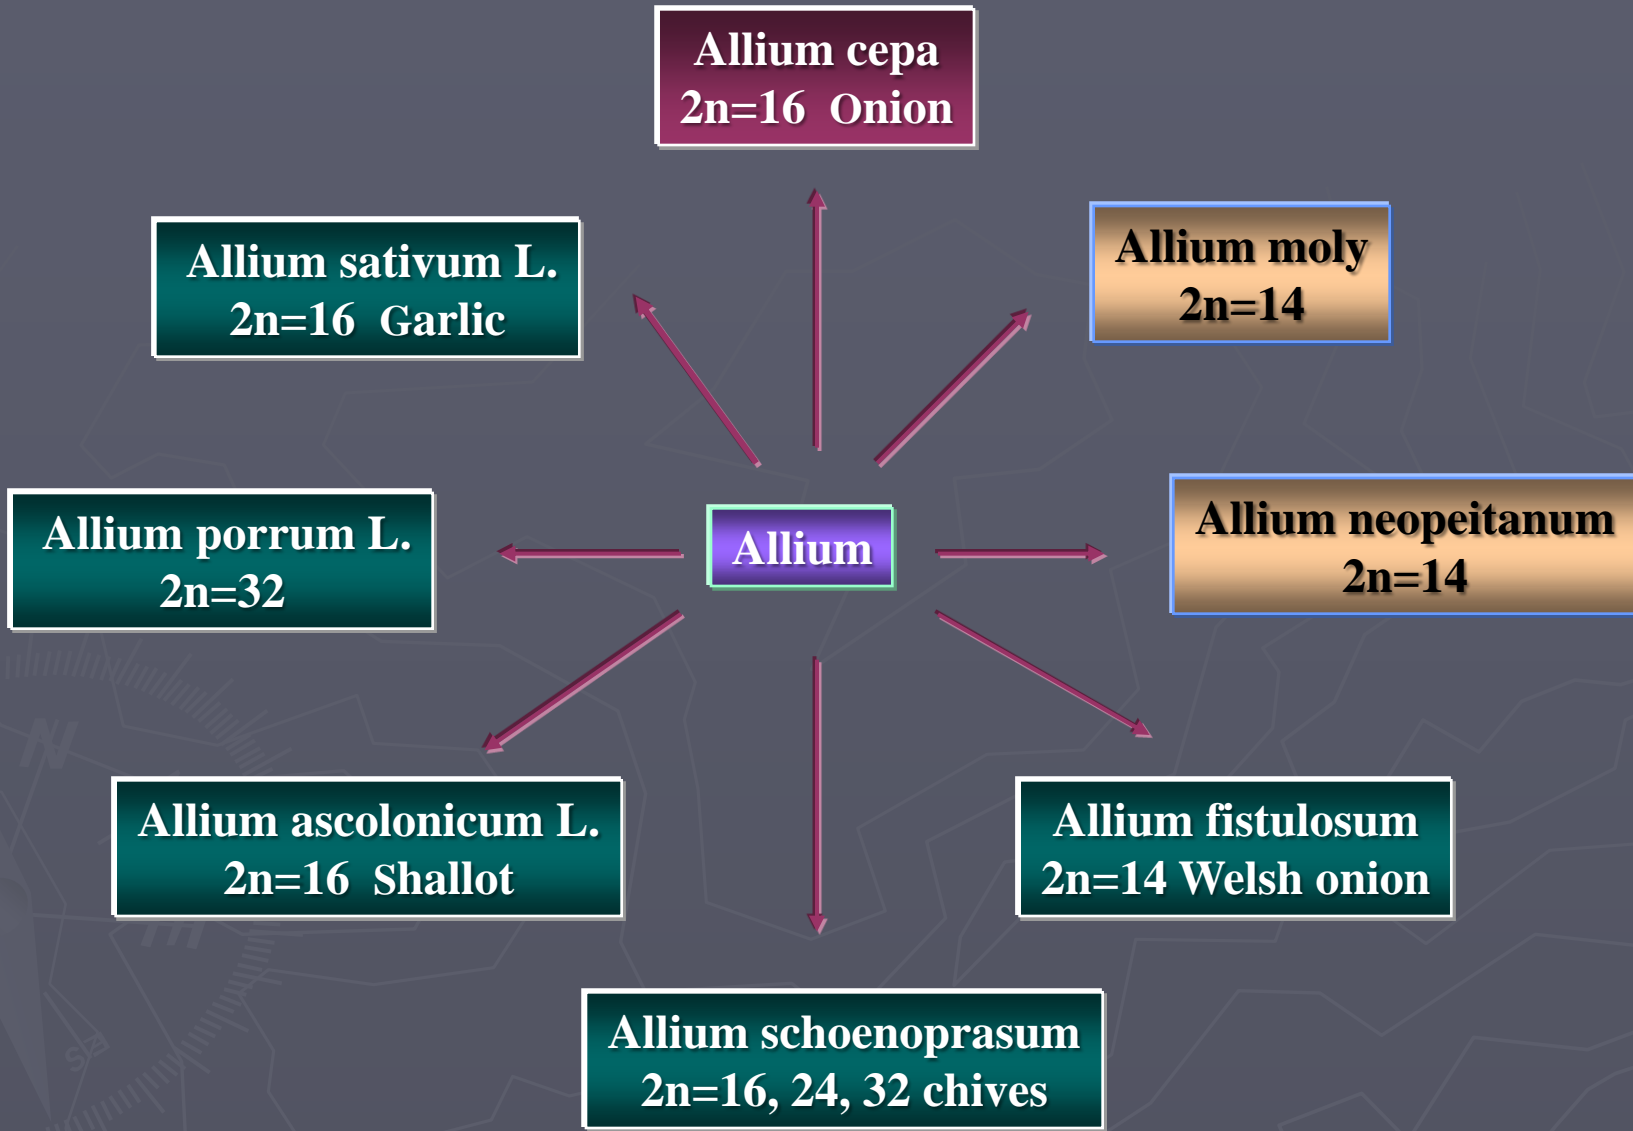 Allium cepa
2n=16 Onion
Allium sativum L.
2n=16 Garlic
Allium moly
2n=14
Allium porrum L.
2n=32
Allium
Allium neopeitanum
2n=14
Allium ascolonicum L.
2n=16 Shallot
Allium fistulosum
2n=14 Welsh onion
Allium schoenoprasum
2n=16, 24, 32 chives
N
E
ES